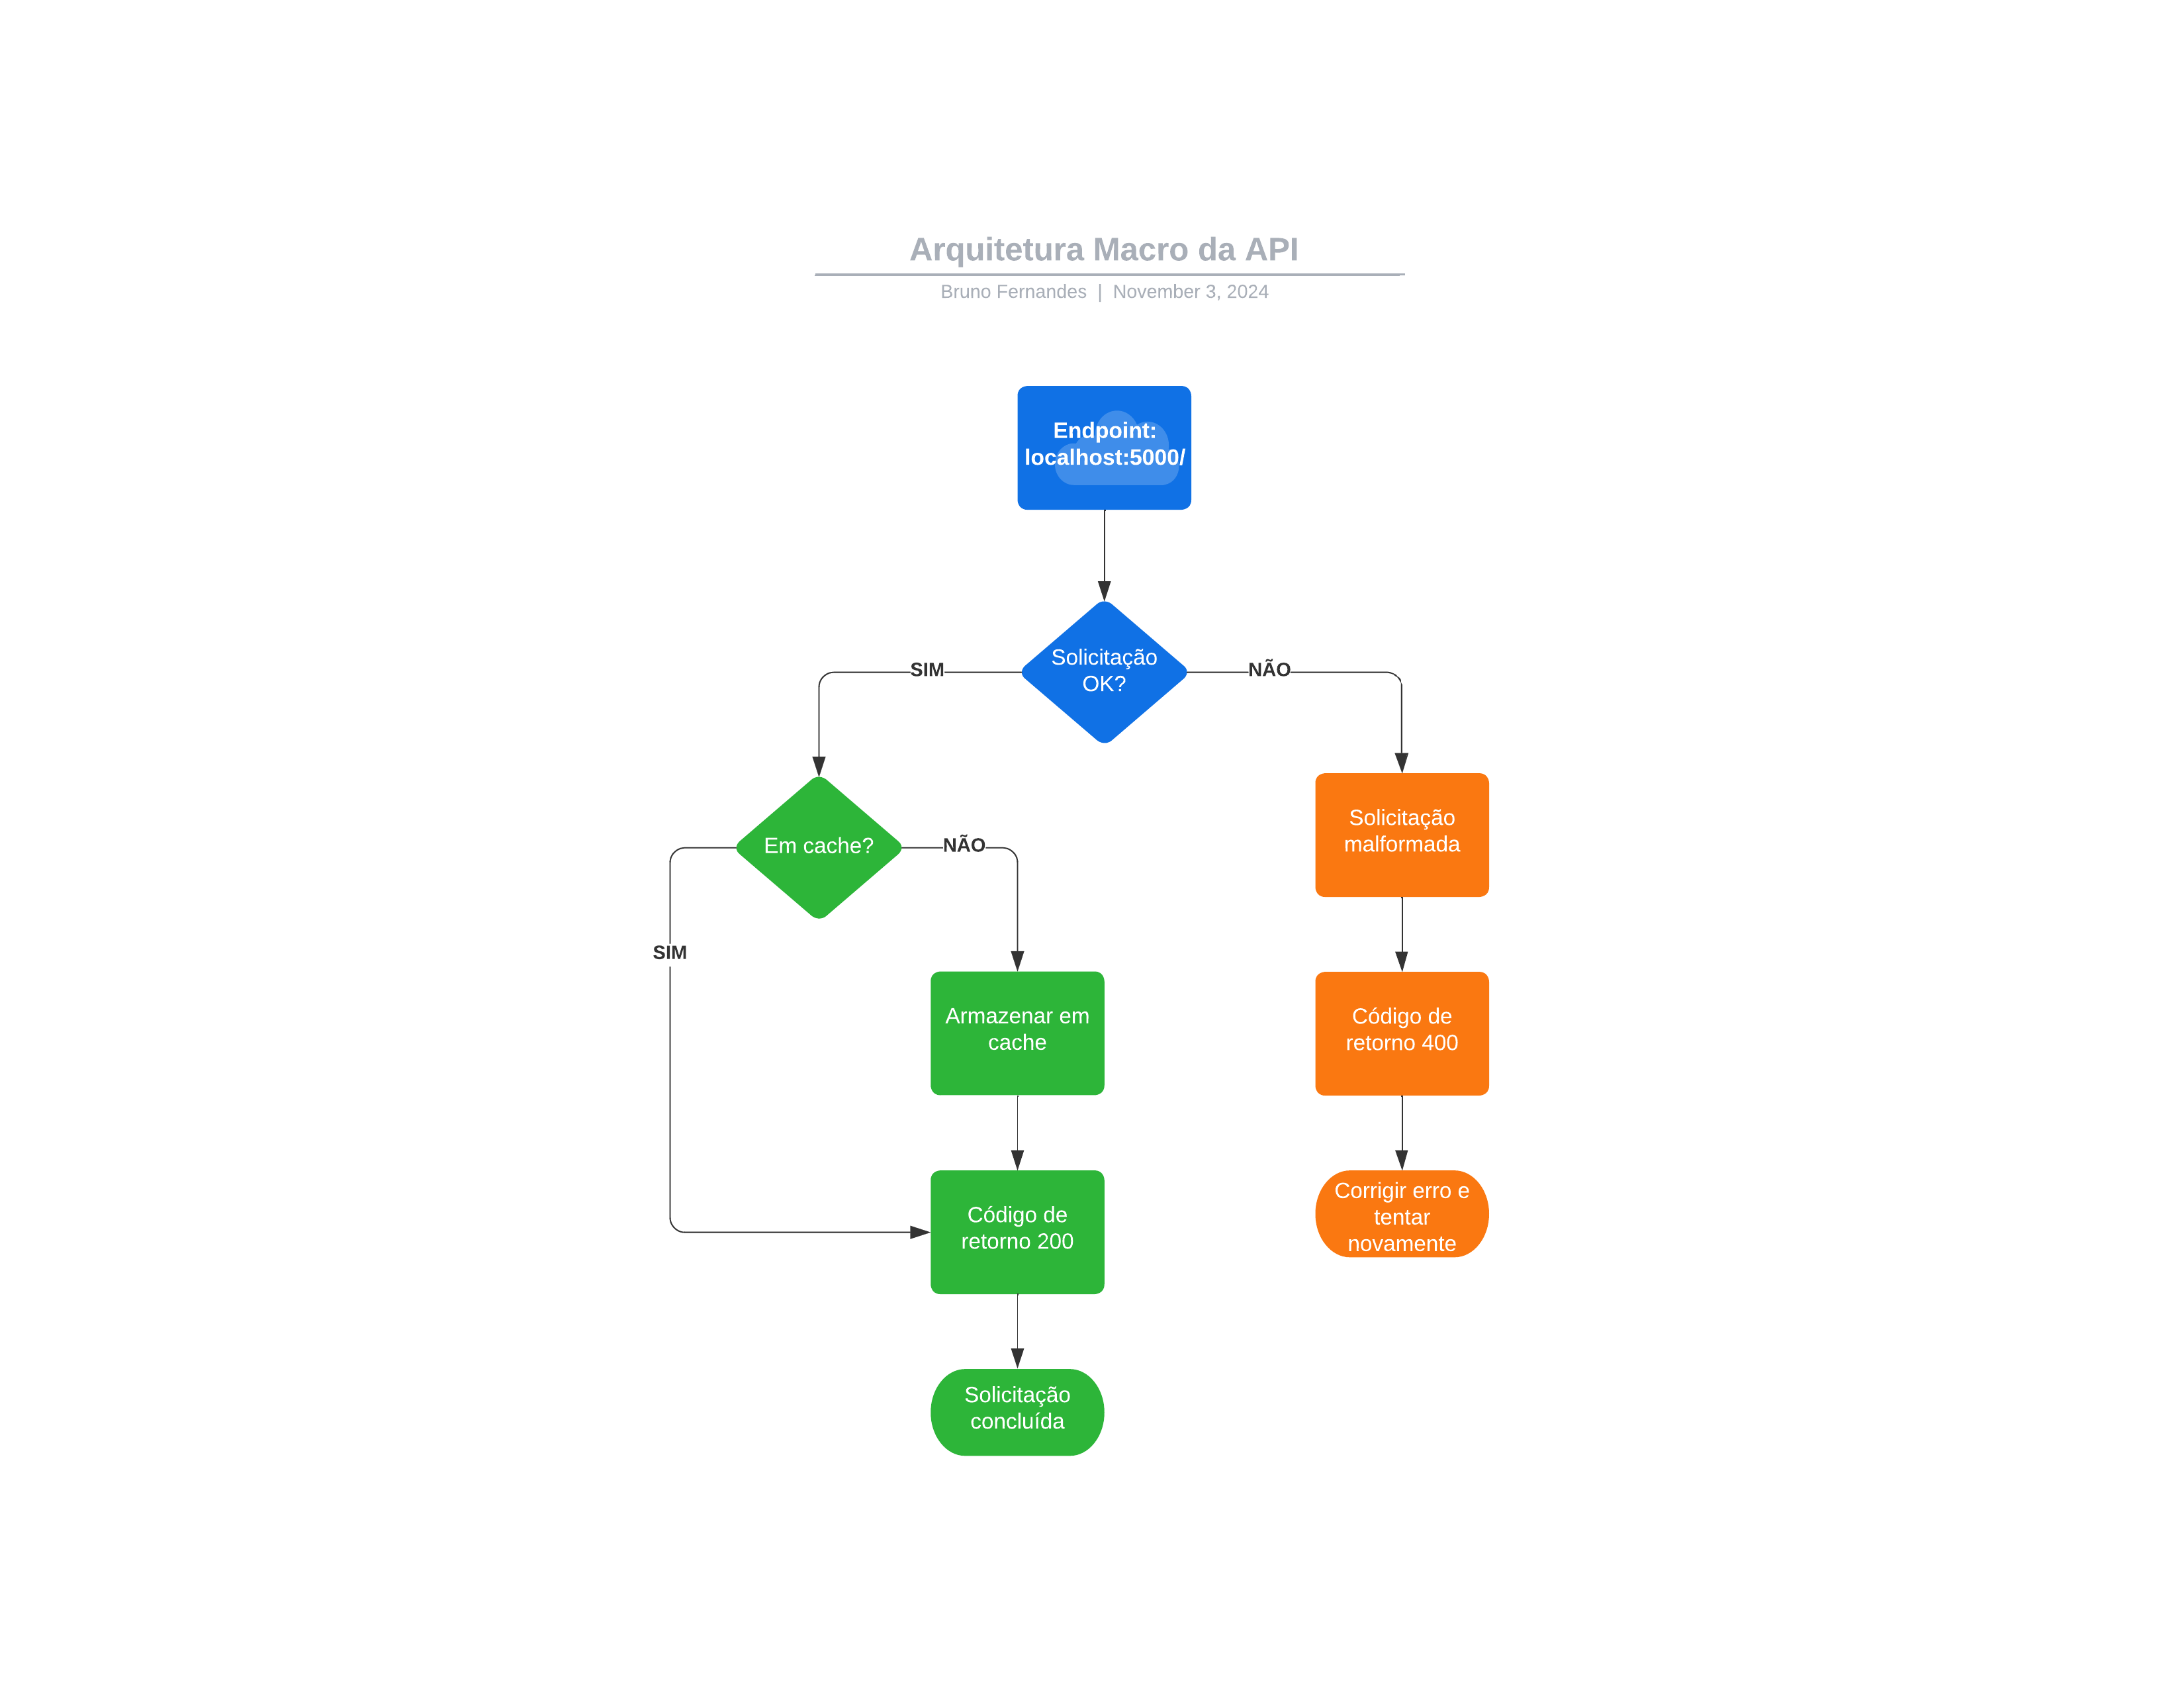 Arquitetura Macro da API
Bruno Fernandes | November 3, 2024
Endpoint:
localhost:5000/
Solicitação
OK?
SIM
NÃO
Em cache?
NÃO
SIM
Solicitação
malformada
Armazenar em
cache
Código de
retorno 400
Código de
retorno 200
Corrigir erro e
tentar
novamente
Solicitação
concluída